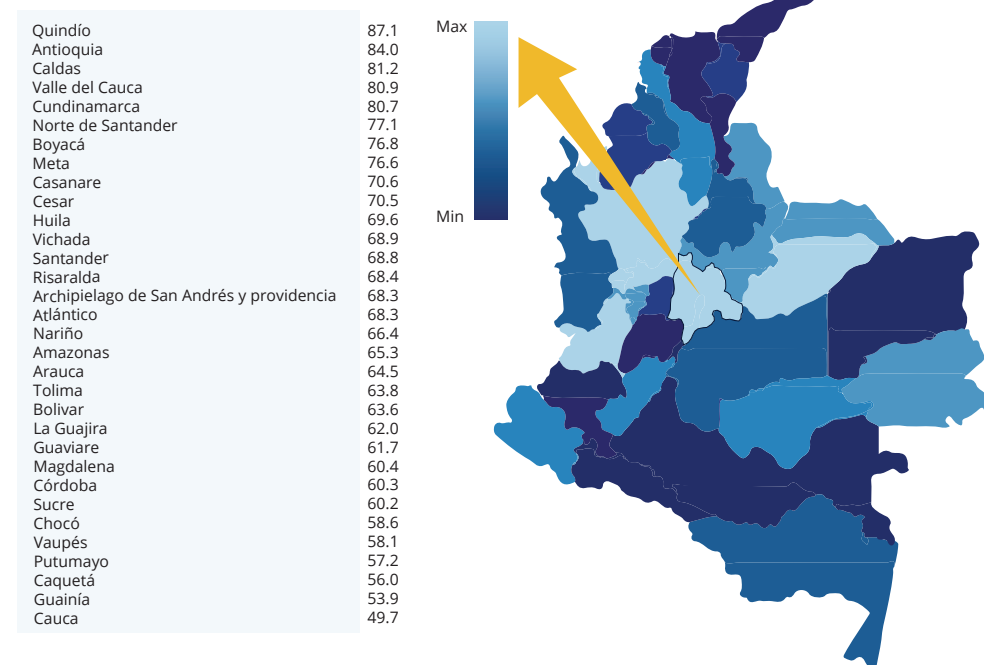 Quindío 87.1
Antioquia 84.0
Caldas 81.2
Valle del Cauca 80.9
Cundinamarca 80.7
Norte de Santander 77.1
Boyacá 76.8
Meta 76.6
Casanare 70.6
Cesar 70.5
Huila 69.6
Vichada 68.9
Santander 68.8
Risaralda 68.4
Archipielago de San Andrés y providencia 68.3
Atlántico 68.3
Nariño 66.4
Amazonas 65.3
Arauca 64.5
Tolima 63.8
Bolivar 63.6
La Guajira 62.0
Guaviare 61.7
Magdalena 60.4
Córdoba 60.3
Sucre 60.2
Chocó 58.6
Vaupés 58.1
Putumayo 57.2
Caquetá 56.0
Guainía 53.9
Cauca 49.7
Max
Min